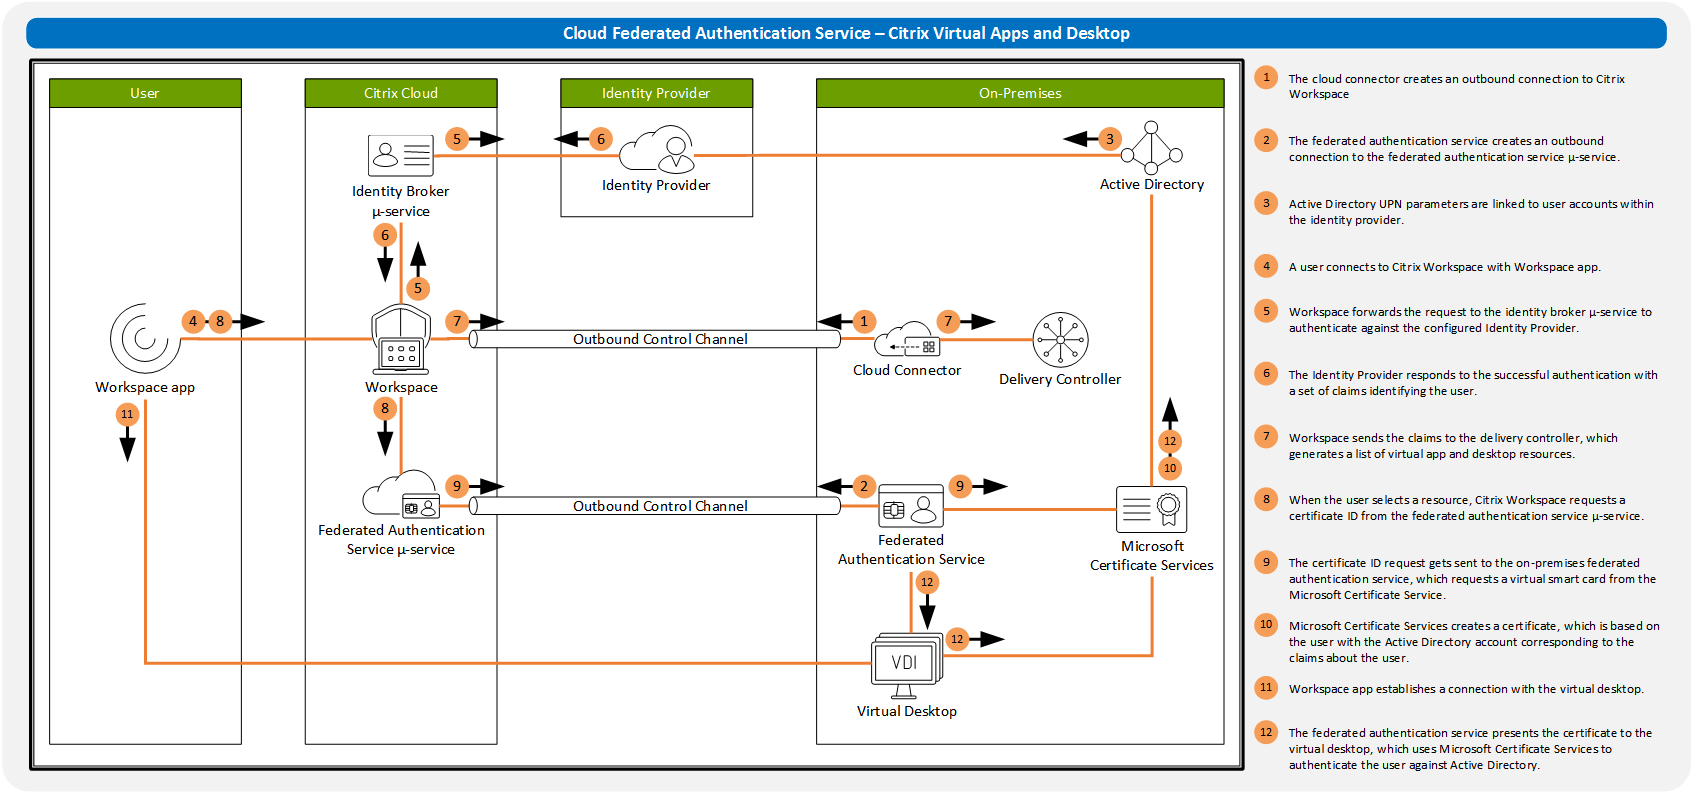 Cloud Federated Authentication Service – Citrix Virtual Apps and Desktop
User
Citrix Cloud
Identity Provider
On-Premises
5
6
3
Identity Broker
µ-service
Identity Provider
Active Directory
6
5
4
8
7
1
7
Outbound Control Channel
Workspace app
Workspace
Cloud Connector
Delivery Controller
11
8
12
10
9
2
9
Outbound Control Channel
Federated Authentication
Service µ-service
Federated
Authentication Service
Microsoft
Certificate Services
12
12
VDI
Virtual Desktop
1
The cloud connector creates an outbound connection to Citrix
Workspace
2
The federated authentication service creates an outbound
connection to the federated authentication service µ-service.
3
Active Directory UPN parameters are linked to user accounts within
the identity provider.
4
A user connects to Citrix Workspace with Workspace app.
5
Workspace forwards the request to the identity broker µ-service to
authenticate against the configured Identity Provider.
6
The Identity Provider responds to the successful authentication with
a set of claims identifying the user.
7
Workspace sends the claims to the delivery controller, which
generates a list of virtual app and desktop resources.
8
When the user selects a resource, Citrix Workspace requests a
certificate ID from the federated authentication service µ-service.
9
The certificate ID request gets sent to the on-premises federated
authentication service, which requests a virtual smart card from the
Microsoft Certificate Service.
10
Microsoft Certificate Services creates a certificate, which is based on
the user with the Active Directory account corresponding to the
claims about the user.
11
Workspace app establishes a connection with the virtual desktop.
12
The federated authentication service presents the certificate to the
virtual desktop, which uses Microsoft Certificate Services to
authenticate the user against Active Directory.